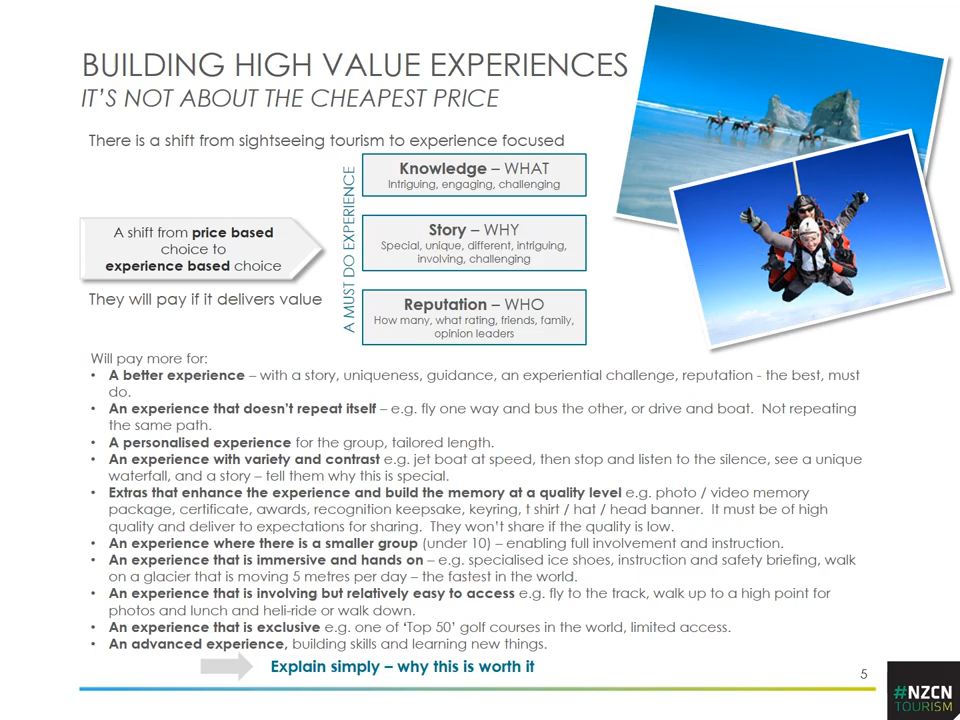 BUILDING HIGH VALUE EXPERIENCES
IT'S NOT ABOUT THE CHEAPEST PRICE
There is a shift from sightseeing tourism to experience focused
A shift from price based
choice to
experience based choice
They will pay if it delivers value
A MUST DO EXPERIENCE
Knowledge – WHAT
Intriguing, engaging, challenging
Story – WHY
Special, unique, different, intriguing,
involving, challenging
Reputation – WHO
How many, what rating, friends, family,
opinion leaders
Will pay more for:
• A better experience – with a story, uniqueness, guidance, an experiential challenge, reputation - the best, must
do.
• An experience that doesn't repeat itself – e.g. fly one way and bus the other, or drive and boat.  Not repeating
the same path.
• A personalised experience for the group, tailored length.
• An experience with variety and contrast e.g. jet boat at speed, then stop and listen to the silence, see a unique
waterfall, and a story – tell them why this is special.
• Extras that enhance the experience and build the memory at a quality level e.g. photo / video memory
package, certificate, awards, recognition keepsake, keyring, t shirt / hat / head banner.  It must be of high
quality and deliver to expectations for sharing.  They won't share if the quality is low.
• An experience where there is a smaller group (under 10) – enabling full involvement and instruction.
• An experience that is immersive and hands on – e.g. specialised ice shoes, instruction and safety briefing, walk
on a glacier that is moving 5 metres per day – the fastest in the world.
• An experience that is involving but relatively easy to access e.g. fly to the track, walk up to a high point for
photos and lunch and heli-ride or walk down.
• An experience that is exclusive e.g. one of 'Top 50' golf courses in the world, limited access.
• An advanced experience, building skills and learning new things.
Explain simply – why this is worth it
5
#NZCN
TOURISM